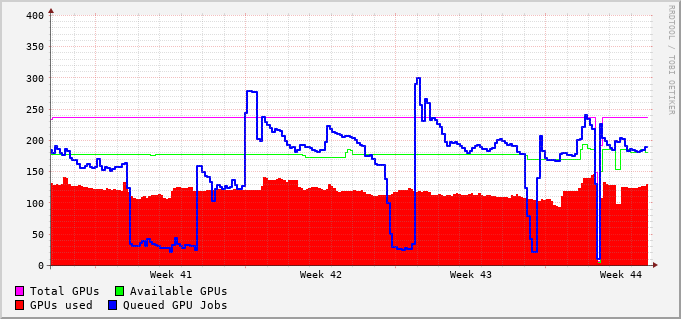 RRDTOOL / TOBI OETIKER
400
350
300
250
200
150
100
50
0
Week 41 Week 42 Week 43 Week 44
Total GPUs Available GPUs
GPUs used Queued GPU Jobs